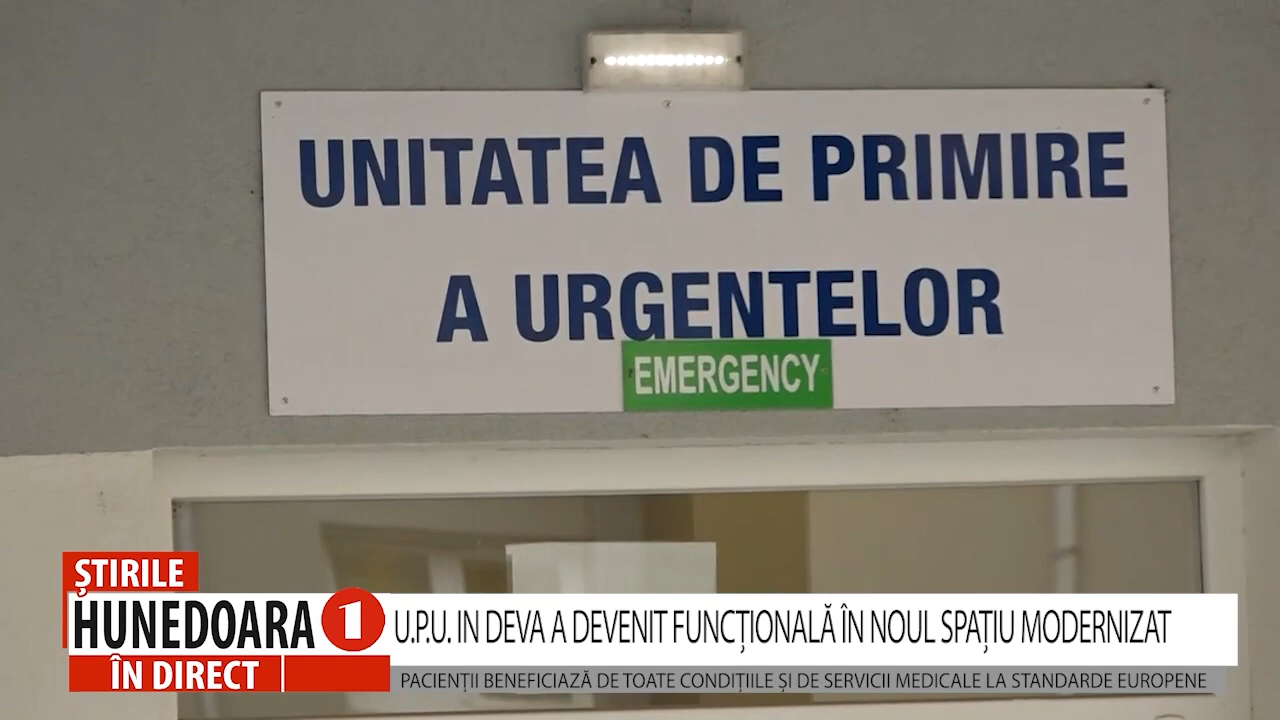 UNITATEA DE PRIMIRE
A URGENTELOR
EMERGENCY
ȘTIRILE
HUNEDOARA 1
ÎN DIRECT
U.P.U. IN DEVA A DEVENIT FUNCȚIONALĂ ÎN NOUL SPAȚIU MODERNIZAT
PACIENȚII BENEFICIAZĂ DE TOATE CONDIȚIILE ȘI DE SERVICII MEDICALE LA STANDARDE EUROPENE